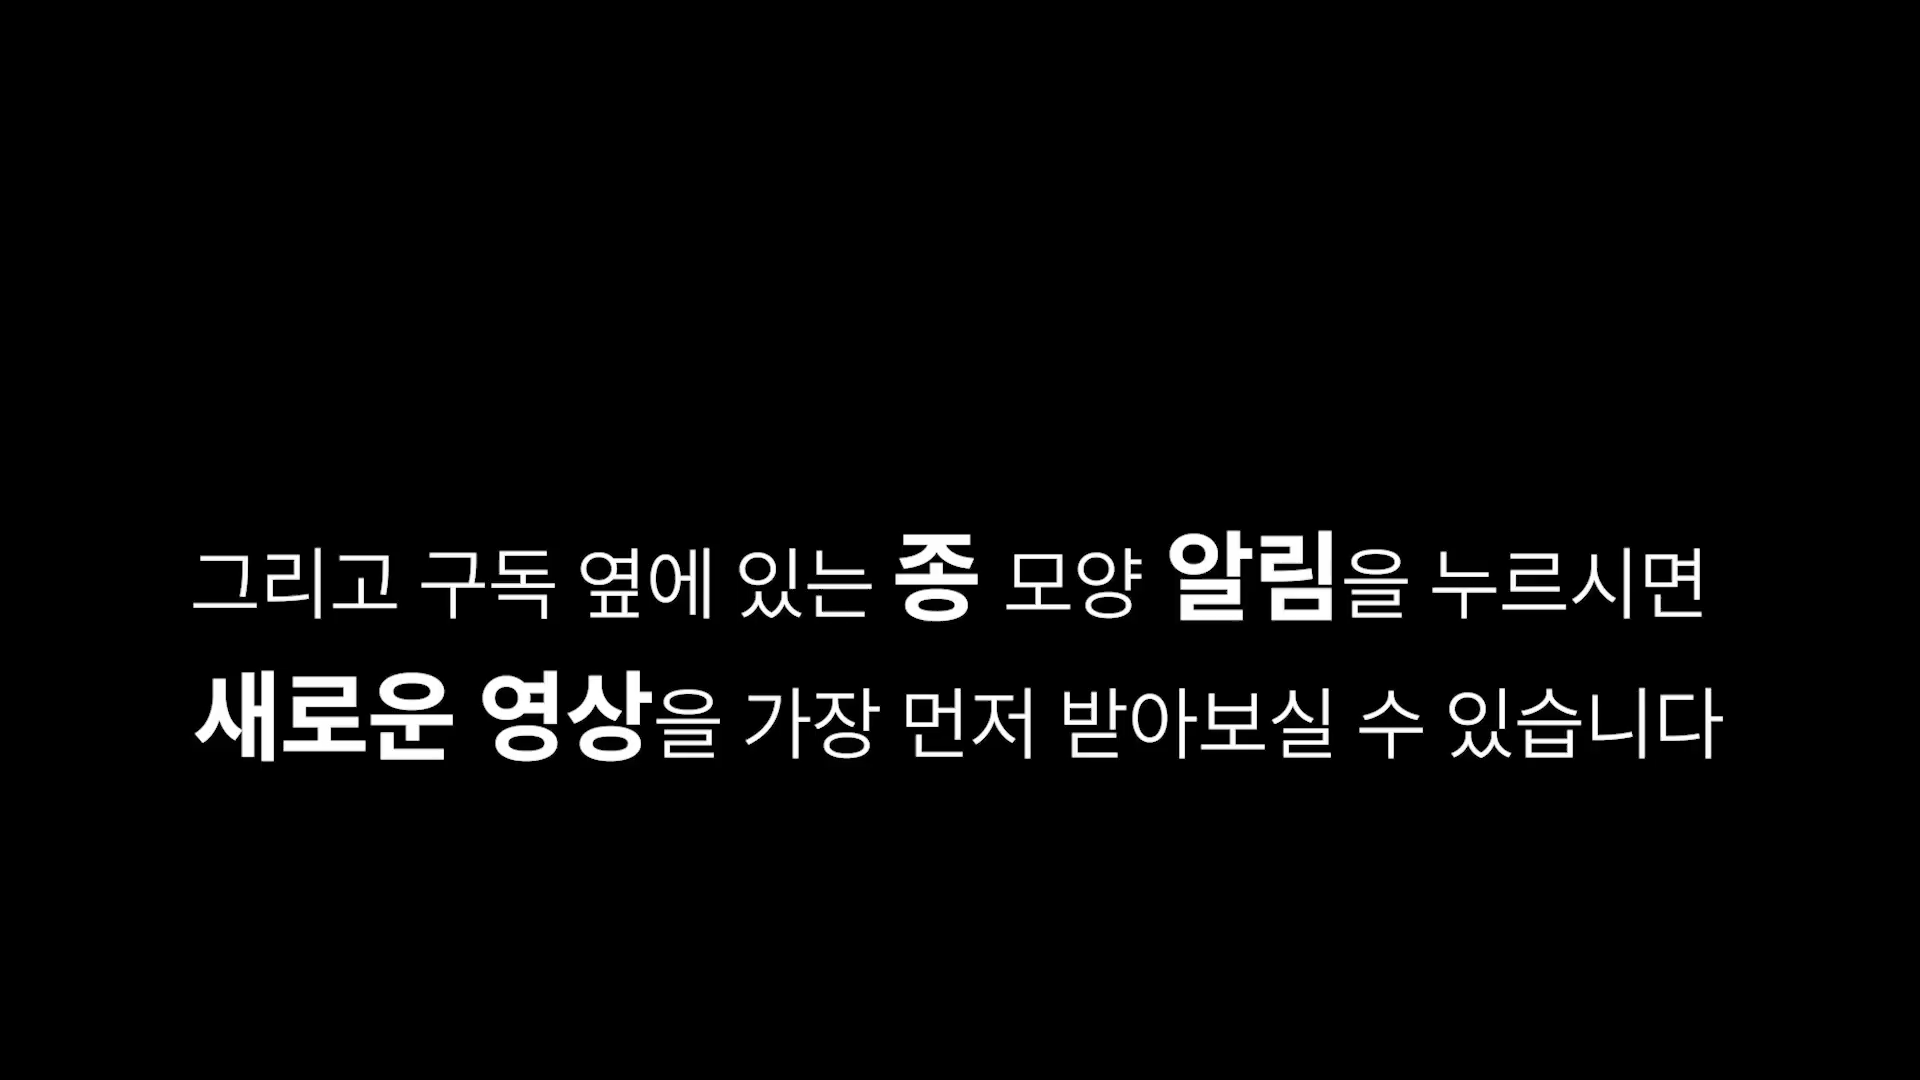 그리고 구독 옆에 있는 종 모양 알림을 누르시면
새로운 영상을 가장 먼저 받아보실 수 있습니다